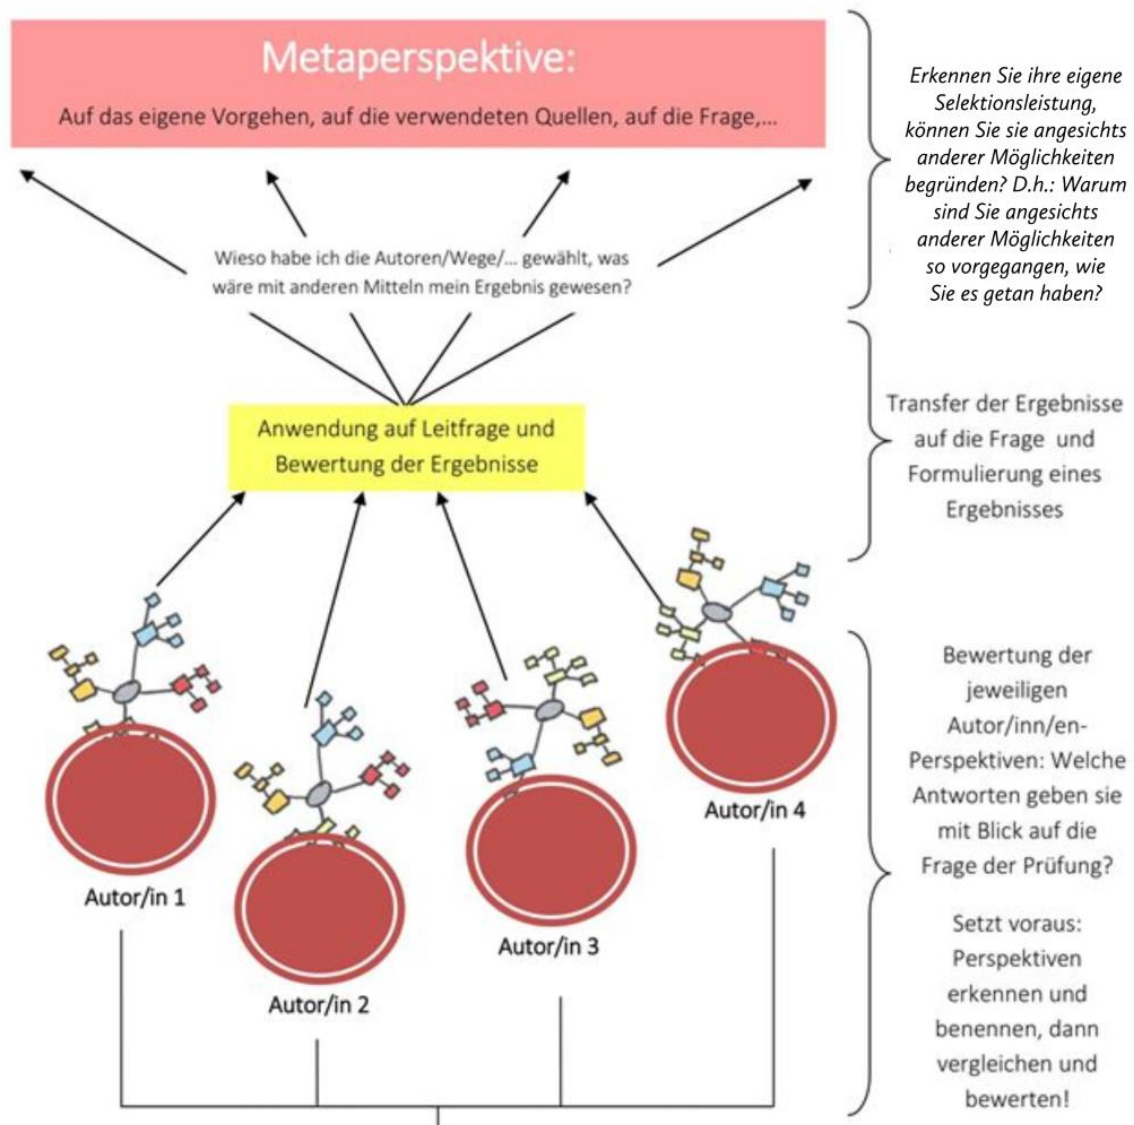 Metaperspektive:
Auf das eigene Vorgehen, auf die verwendeten Quellen, auf die Frage,...
Erkennen Sie ihre eigene
Selektionsleistung,
können Sie sie angesichts
anderer Möglichkeiten
begründen? D.h.: Warum
sind Sie angesichts
anderer Möglichkeiten
so vorgegangen, wie
Sie es getan haben?
Wieso habe ich die Autoren/Wege/... gewählt, was
wäre mit anderen Mitteln mein Ergebnis gewesen?
Anwendung auf Leitfrage und
Bewertung der Ergebnisse
Transfer der Ergebnisse
auf die Frage und
Formulierung eines
Ergebnisses
Autor/in 1
Autor/in 2
Autor/in 3
Autor/in 4
Bewertung der
jeweiligen
Autor/inn/en-
Perspektiven: Welche
Antworten geben sie
mit Blick auf die
Frage der Prüfung?
Setzt voraus:
Perspektiven
erkennen und
benennen, dann
vergleichen und
bewerten!